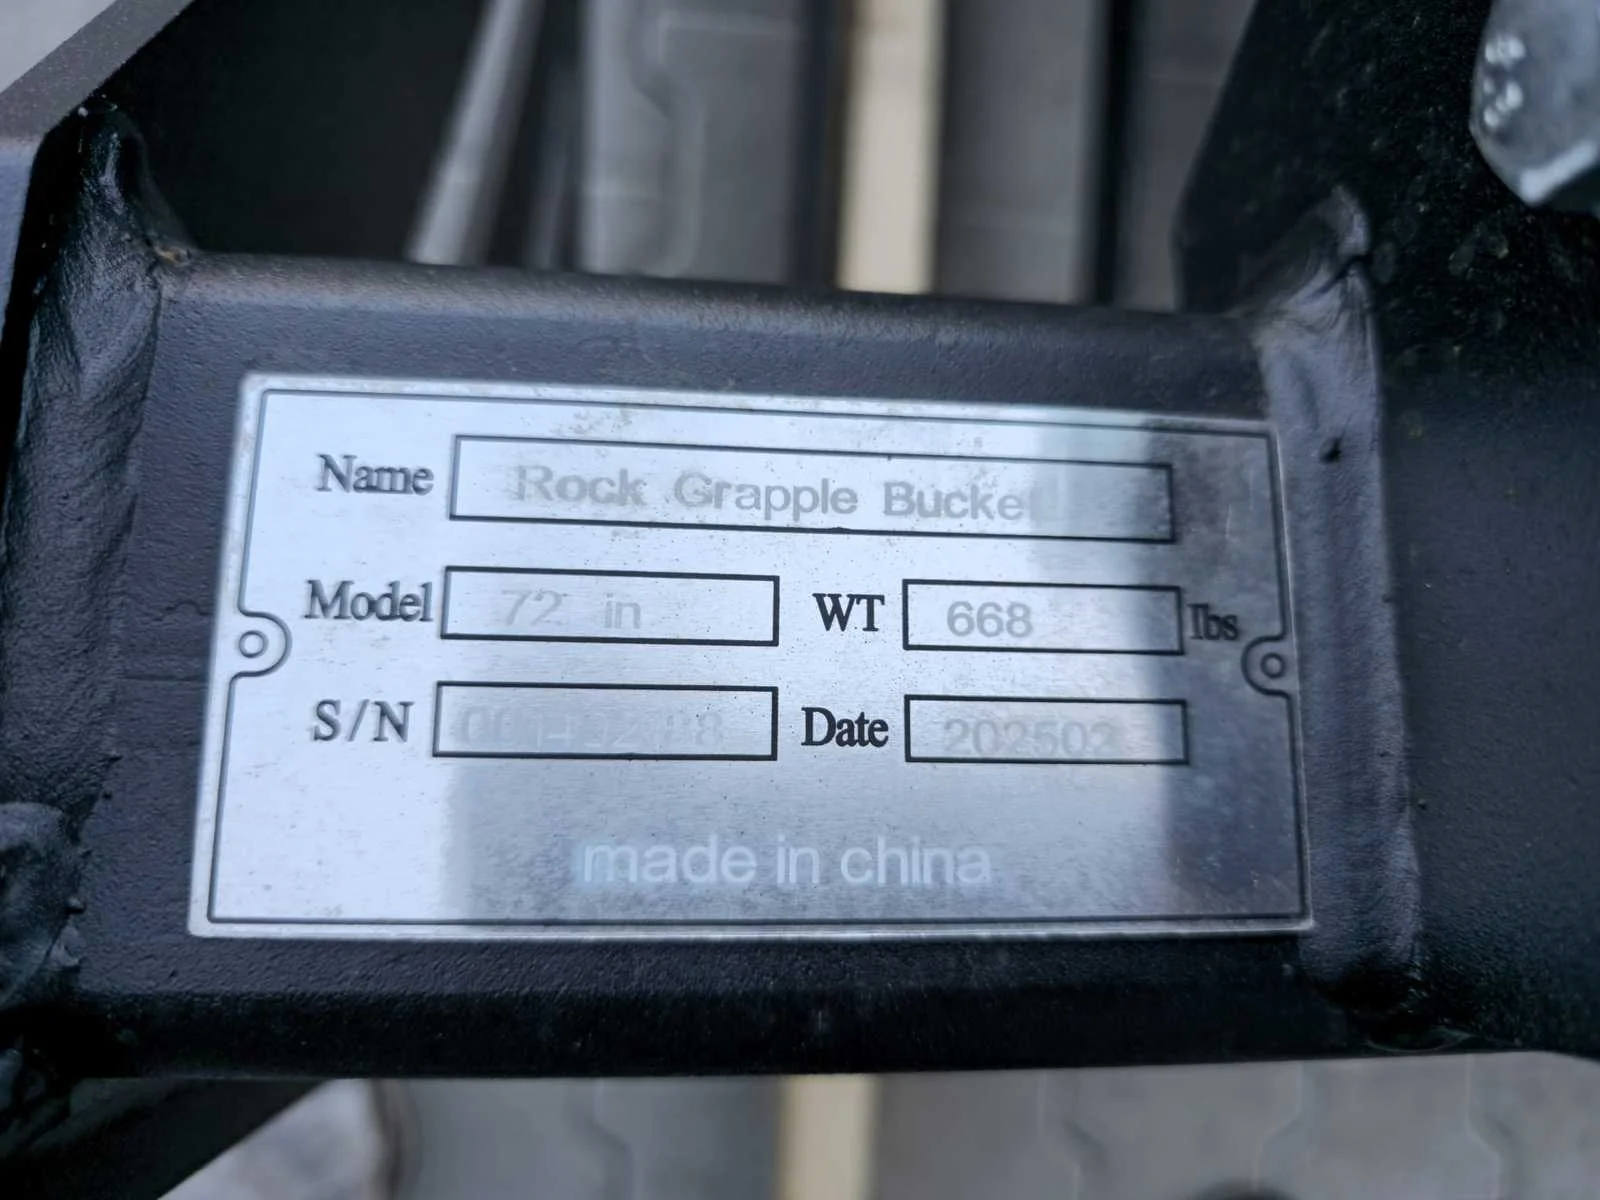 Name Rock Grapple Bucket
Model 72 in WT 668 lbs
S/N Date 202502
made in china